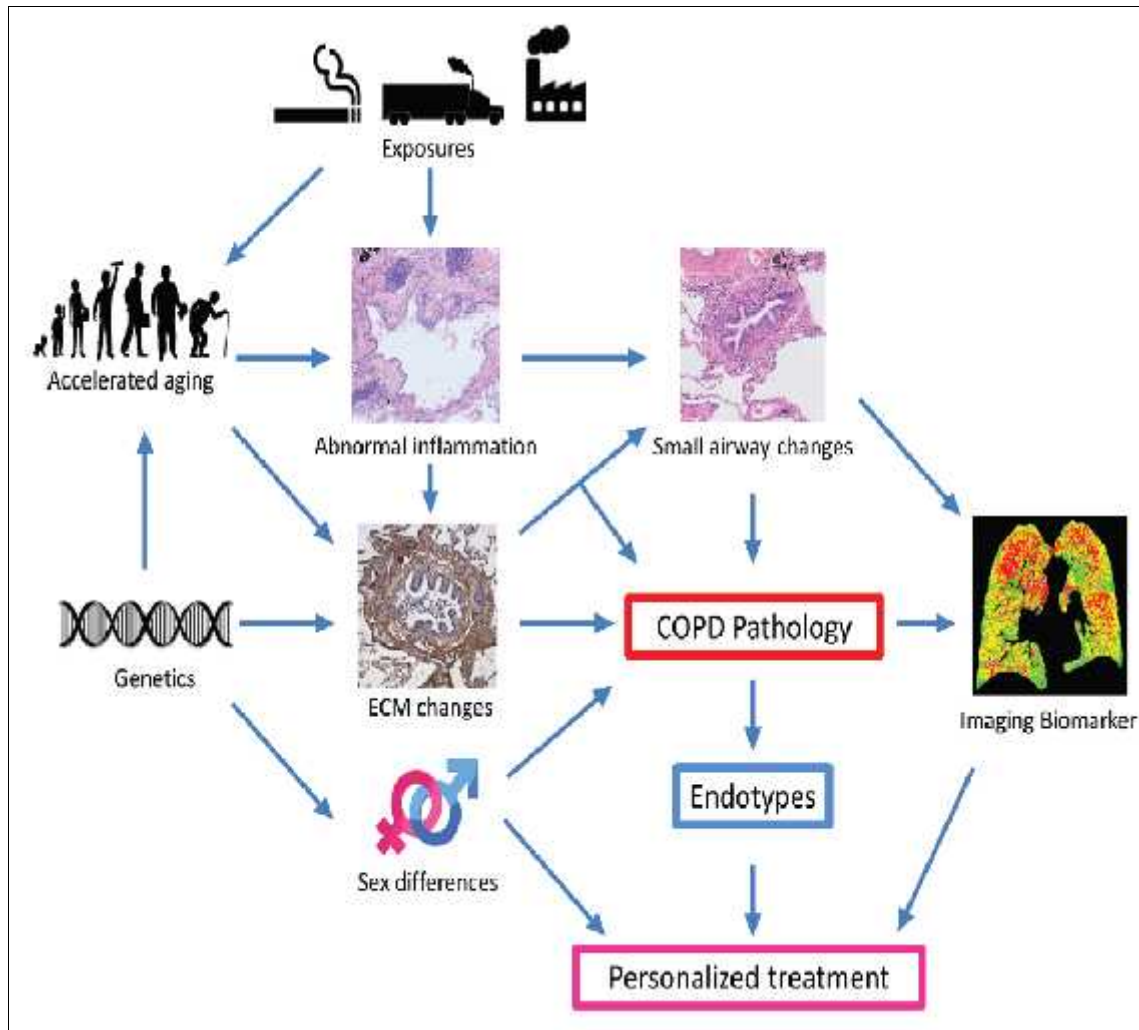 Exposures
Accelerated aging
Abnormal inflammation
Small airway changes
Genetics
ECM changes
COPD Pathology
Imaging Biomarker
Sex differences
Endotypes
Personalized treatment